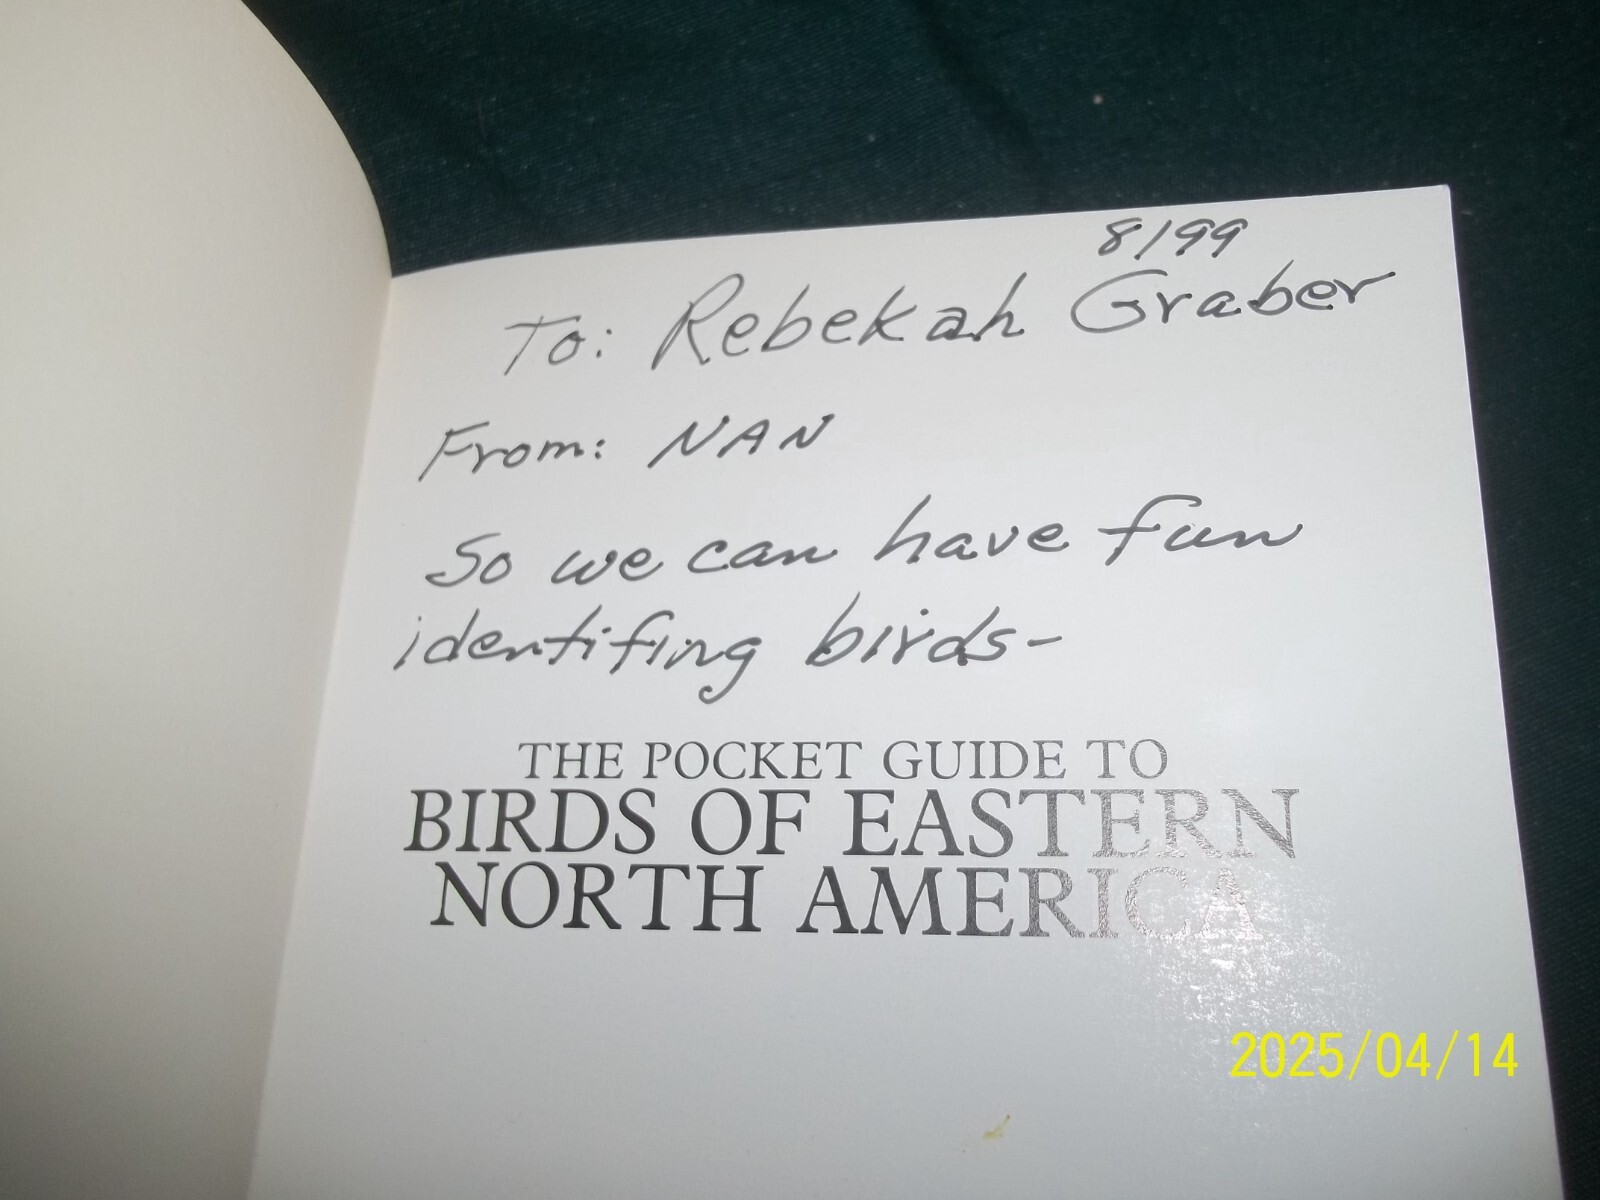 8/99
To: Rebekah Graber
From: NAN
So we can have fun
identifing birds-
THE POCKET GUIDE TO
BIRDS OF EASTERN
NORTH AMERICA
2025/04/14